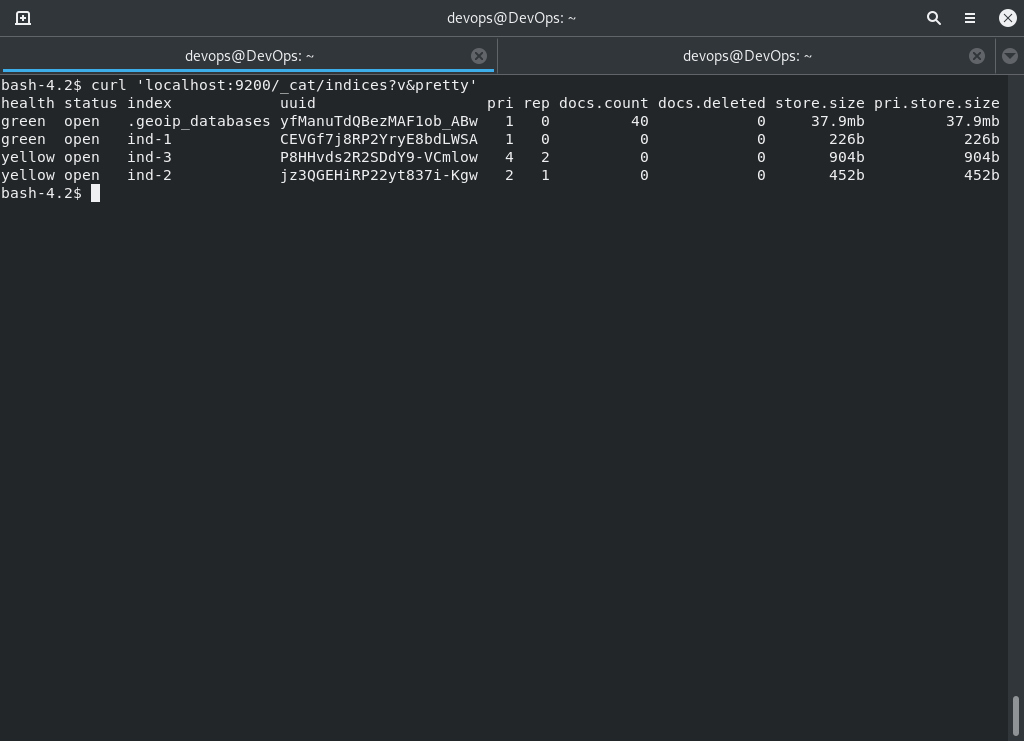 devops@DevOps: ~
devops@DevOps: ~ devops@DevOps: ~
bash-4.2$ curl 'localhost:9200/_cat/indices?v&pretty'
health status index            uuid                   pri rep docs.count docs.deleted store.size pri.store.size
green  open   .geoip_databases yfManuTdQBezMAF1ob_ABw   1   0         40            0     37.9mb         37.9mb
green  open   ind-1            CEVGf7j8RP2YryE8bdLWSA   1   0          0            0       226b           226b
yellow open   ind-3            P8HHvds2R2SDdY9-VCmlow   4   2          0            0       904b           904b
yellow open   ind-2            jz3QGEHiRP22yt837i-Kgw   2   1          0            0       452b           452b
bash-4.2$